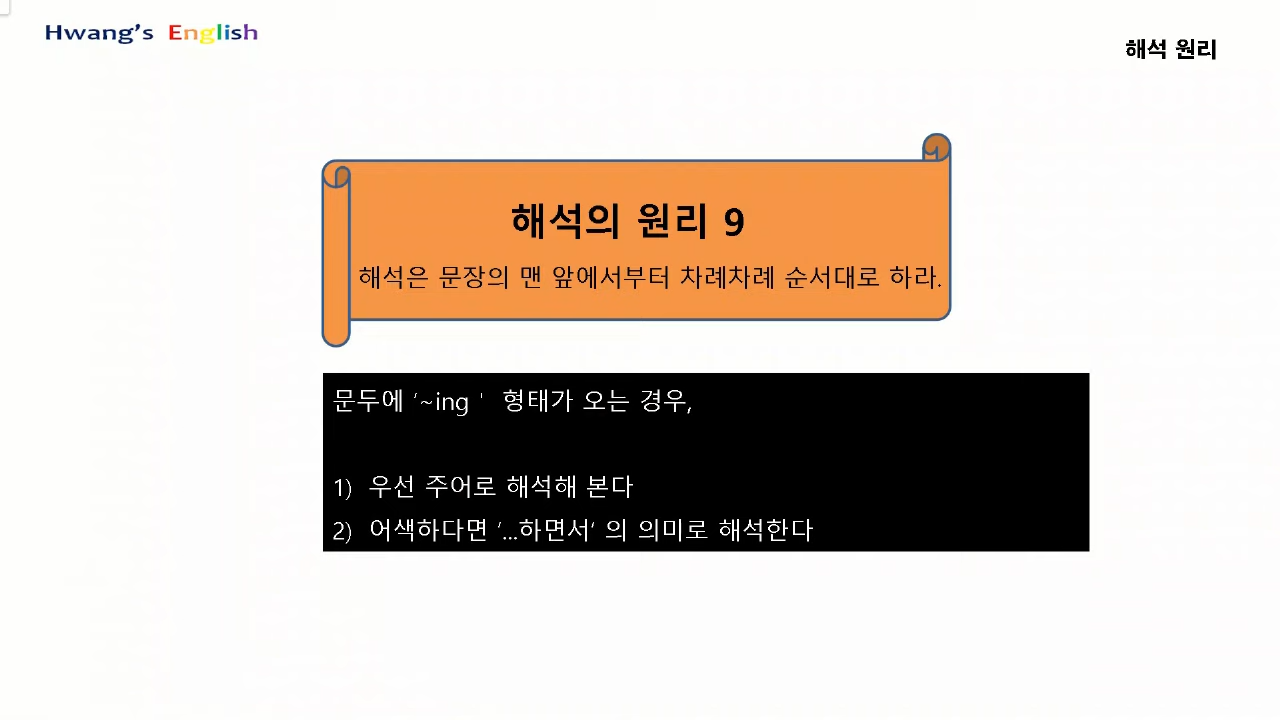 Hwang's English
해석 원리
해석의 원리 9
해석은 문장의 맨 앞에서부터 차례차례 순서대로 하라.
문두에 ‘~ing ' 형태가 오는 경우,
1) 우선 주어로 해석해 본다
2) 어색하다면 ‘...하면서‘ 의 의미로 해석한다